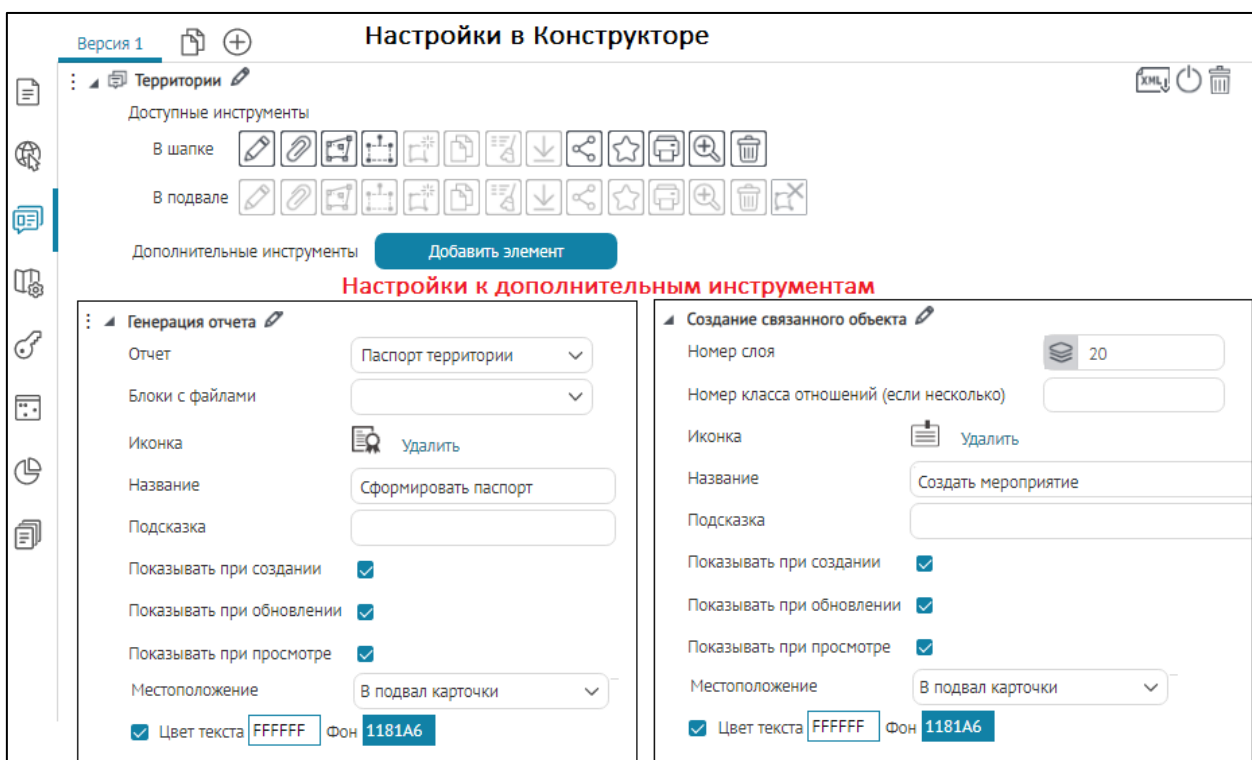 Версия 1
Настройки в Конструкторе
Территории
XML
Доступные инструменты
В шапке
В подвале
Дополнительные инструменты
Добавить элемент
Настройки к дополнительным инструментам
Генерация отчета
Отчет
Паспорт территории
Блоки с файлами
Иконка
Удалить
Название
Сформировать паспорт
Подсказка
Показывать при создании
Показывать при обновлении
Показывать при просмотре
Местоположение
В подвал карточки
Цвет текста FFFFFF Фон 1181A6
Создание связанного объекта
Номер слоя
20
Номер класса отношений (если несколько)
Иконка
Удалить
Название
Создать мероприятие
Подсказка
Показывать при создании
Показывать при обновлении
Показывать при просмотре
Местоположение
В подвал карточки
Цвет текста FFFFFF Фон 1181A6